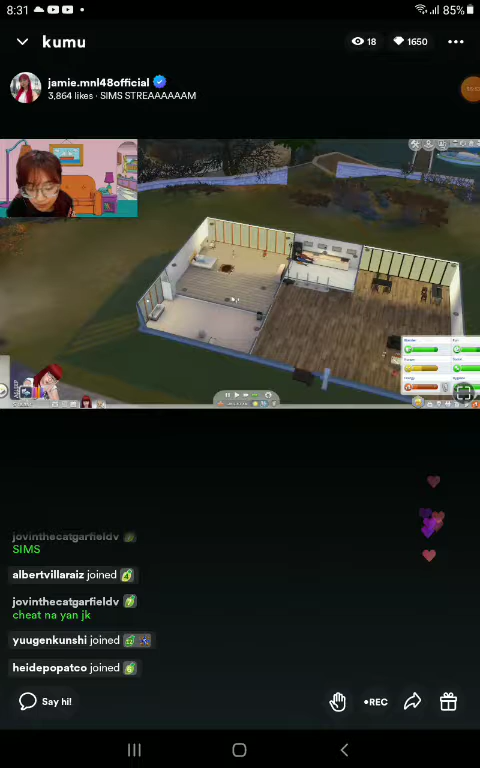 8:31
85%
kumu
18
1650
jamie.mnl48official
3,864 likes · SIMS STREAAAAAAM
jovinthecatgarfieldv
SIMS
albertvillaraiz joined
jovinthecatgarfieldv
cheat na yan jk
yuugenkunshi joined
heidepopatco joined
Say hi!
•REC